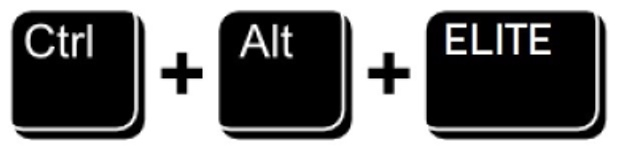 Ctrl + Alt + ELITE